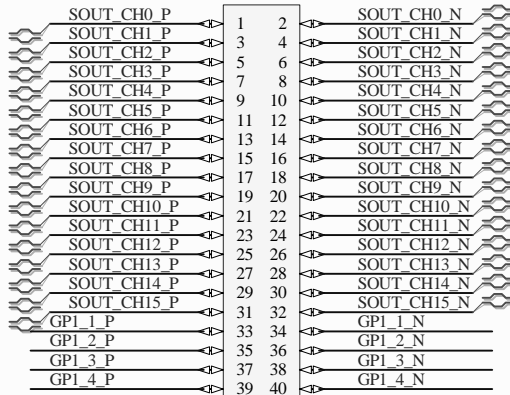 SOUT_CH0_P 1 2 SOUT_CH0_N
SOUT_CH1_P 3 4 SOUT_CH1_N
SOUT_CH2_P 5 6 SOUT_CH2_N
SOUT_CH3_P 7 8 SOUT_CH3_N
SOUT_CH4_P 9 10 SOUT_CH4_N
SOUT_CH5_P 11 12 SOUT_CH5_N
SOUT_CH6_P 13 14 SOUT_CH6_N
SOUT_CH7_P 15 16 SOUT_CH7_N
SOUT_CH8_P 17 18 SOUT_CH8_N
SOUT_CH9_P 19 20 SOUT_CH9_N
SOUT_CH10_P 21 22 SOUT_CH10_N
SOUT_CH11_P 23 24 SOUT_CH11_N
SOUT_CH12_P 25 26 SOUT_CH12_N
SOUT_CH13_P 27 28 SOUT_CH13_N
SOUT_CH14_P 29 30 SOUT_CH14_N
SOUT_CH15_P 31 32 SOUT_CH15_N
GP1_1_P 33 34 GP1_1_N
GP1_2_P 35 36 GP1_2_N
GP1_3_P 37 38 GP1_3_N
GP1_4_P 39 40 GP1_4_N